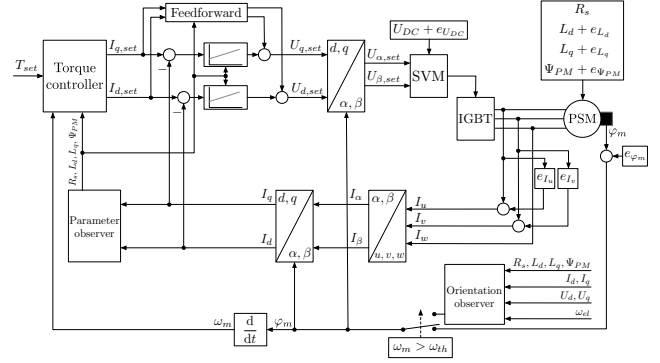 Feedforward
R_s
L_d + e_{L_d}
L_q + e_{L_q}
Ψ_{PM} + e_{Ψ_{PM}}
U_{DC} + e_{U_{DC}}
I_{q,set}
U_{q,set}
d, q
U_{α,set}
T_{set}
Torque
controller
−
SVM
U_{β,set}
I_{d,set}
U_{d,set}
α, β
−
IGBT
PSM
φ_m
e_{φ_m}
R_s, L_d, L_q, Ψ_{PM}
e_{I_u}
e_{I_v}
Parameter
observer
I_q
d, q
I_α
α, β
I_u
I_v
I_d
α, β
I_β
u, v, w
I_w
Orientation
observer
R_s, L_d, L_q, Ψ_{PM}
I_d, I_q
U_d, U_q
ω_{el}
ω_m
d
dt
φ_m
ω_m > ω_{th}